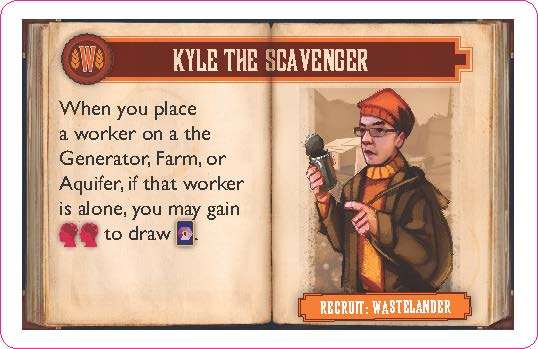 W
KYLE THE SCAVENGER
When you place
a worker on a the
Generator, Farm, or
Aquifer, if that worker
is alone, you may gain
to draw .
RECRUIT: WASTELANDER